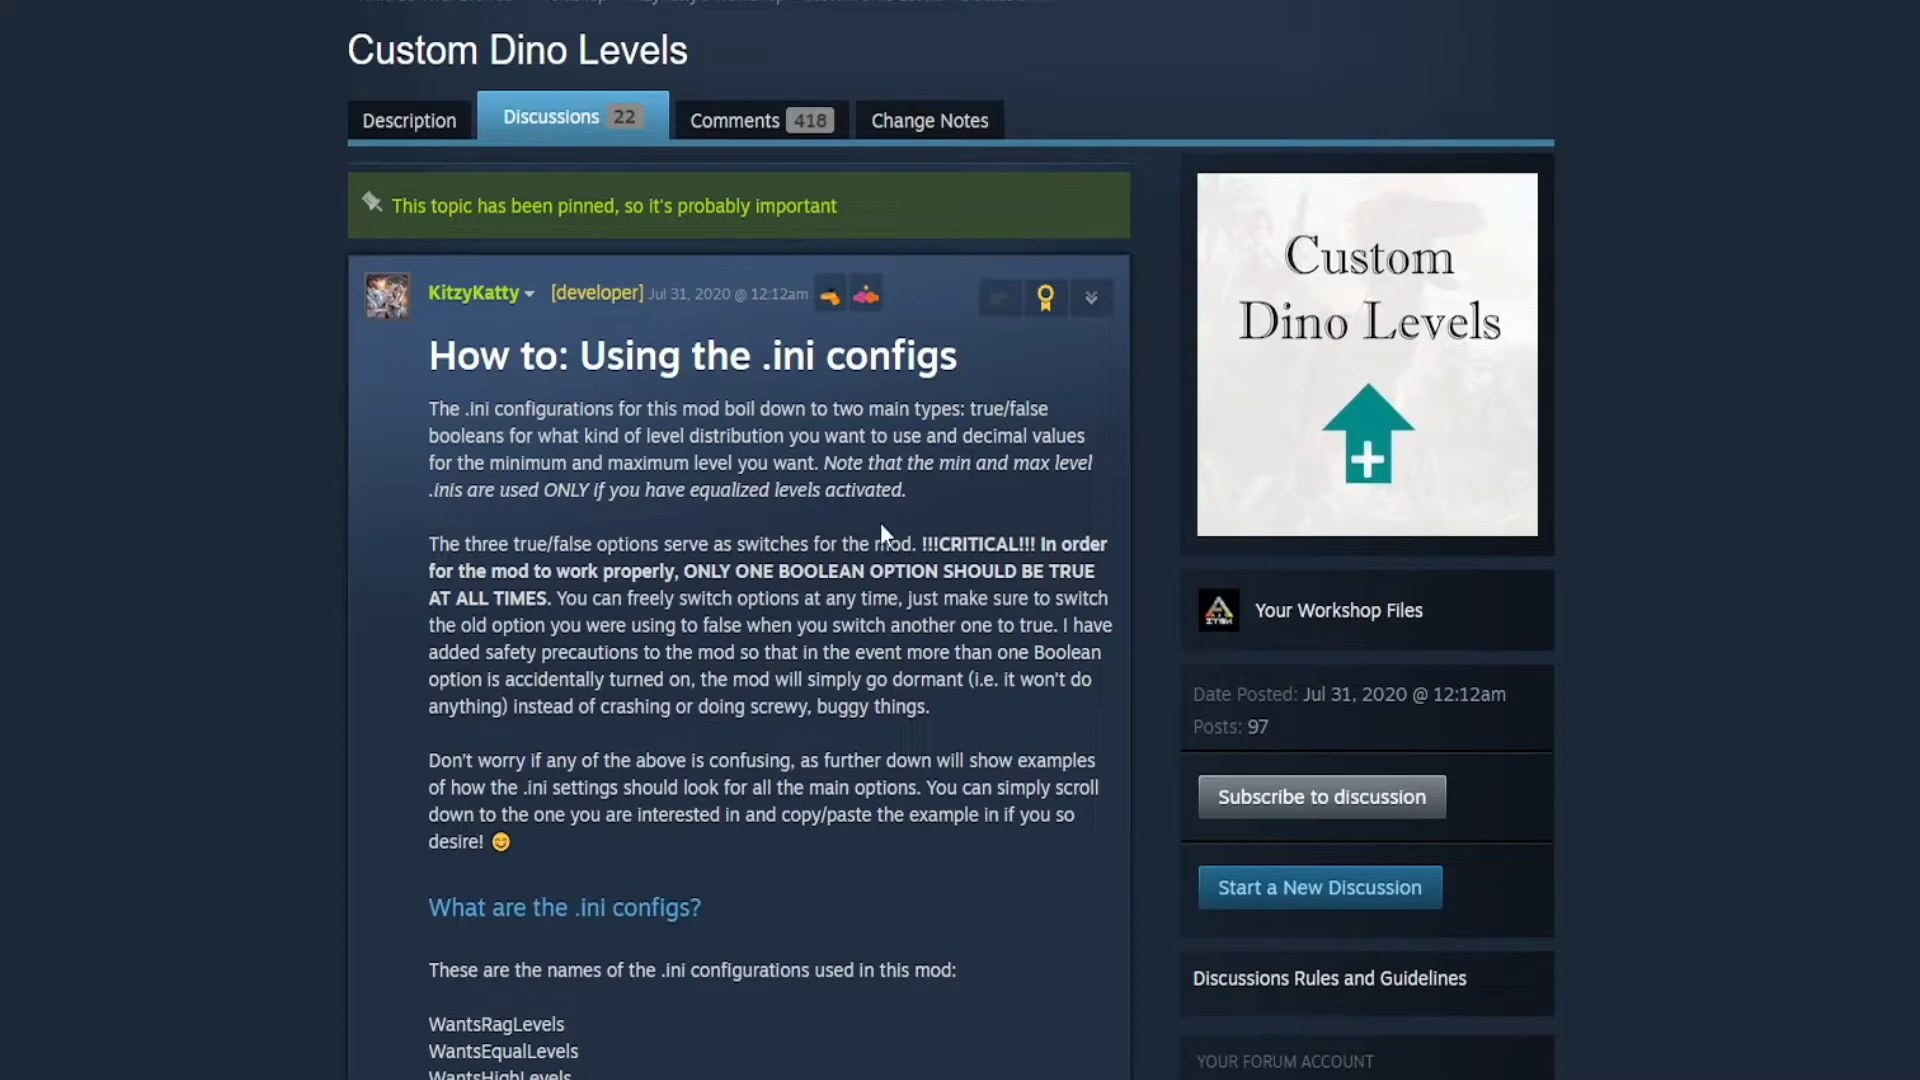 Custom Dino Levels
Description
Discussions 22
Comments 418
Change Notes
This topic has been pinned, so it's probably important
KitzyKatty [developer] Jul 31, 2020 @ 12:12am
How to: Using the .ini configs
The .ini configurations for this mod boil down to two main types: true/false
booleans for what kind of level distribution you want to use and decimal values
for the minimum and maximum level you want. Note that the min and max level
.inis are used ONLY if you have equalized levels activated.
The three true/false options serve as switches for the mod. !!!CRITICAL!!! In order
for the mod to work properly, ONLY ONE BOOLEAN OPTION SHOULD BE TRUE
AT ALL TIMES. You can freely switch options at any time, just make sure to switch
the old option you were using to false when you switch another one to true. I have
added safety precautions to the mod so that in the event more than one Boolean
option is accidentally turned on, the mod will simply go dormant (i.e. it won't do
anything) instead of crashing or doing screwy, buggy things.
Don't worry if any of the above is confusing, as further down will show examples
of how the .ini settings should look for all the main options. You can simply scroll
down to the one you are interested in and copy/paste the example in if you so
desire!
What are the .ini configs?
These are the names of the .ini configurations used in this mod:
WantsRagLevels
WantsEqualLevels
WantsHighLevels
Custom
Dino Levels
Your Workshop Files
Date Posted: Jul 31, 2020 @ 12:12am
Posts: 97
Subscribe to discussion
Start a New Discussion
Discussions Rules and Guidelines
YOUR FORUM ACCOUNT